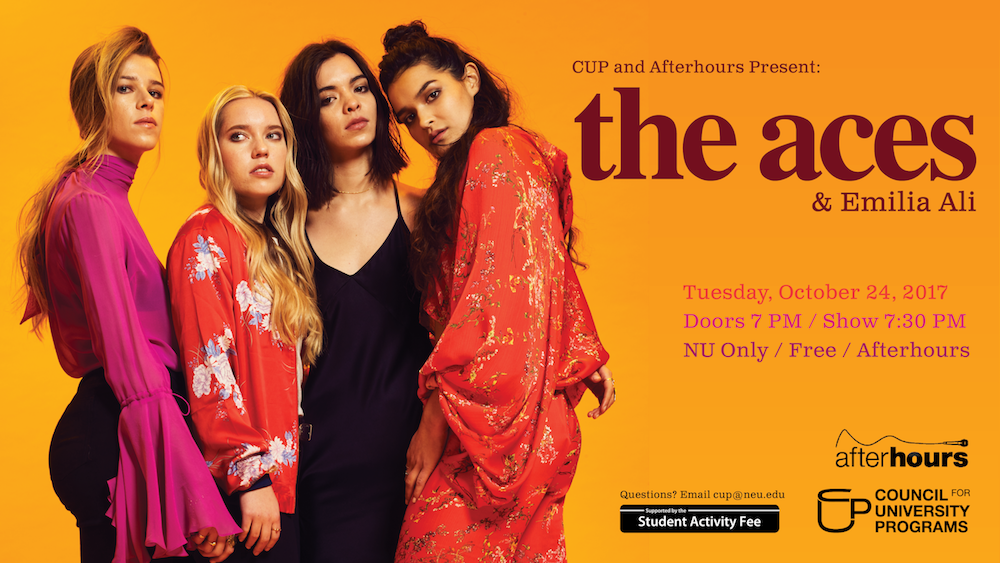 CUP and Afterhours Present:
the aces
& Emilia Ali
Tuesday, October 24, 2017
Doors 7 PM / Show 7:30 PM
NU Only / Free / Afterhours
afterhours
Questions? Email cup@neu.edu
Supported by the
Student Activity Fee
CUP
COUNCIL FOR
UNIVERSITY
PROGRAMS